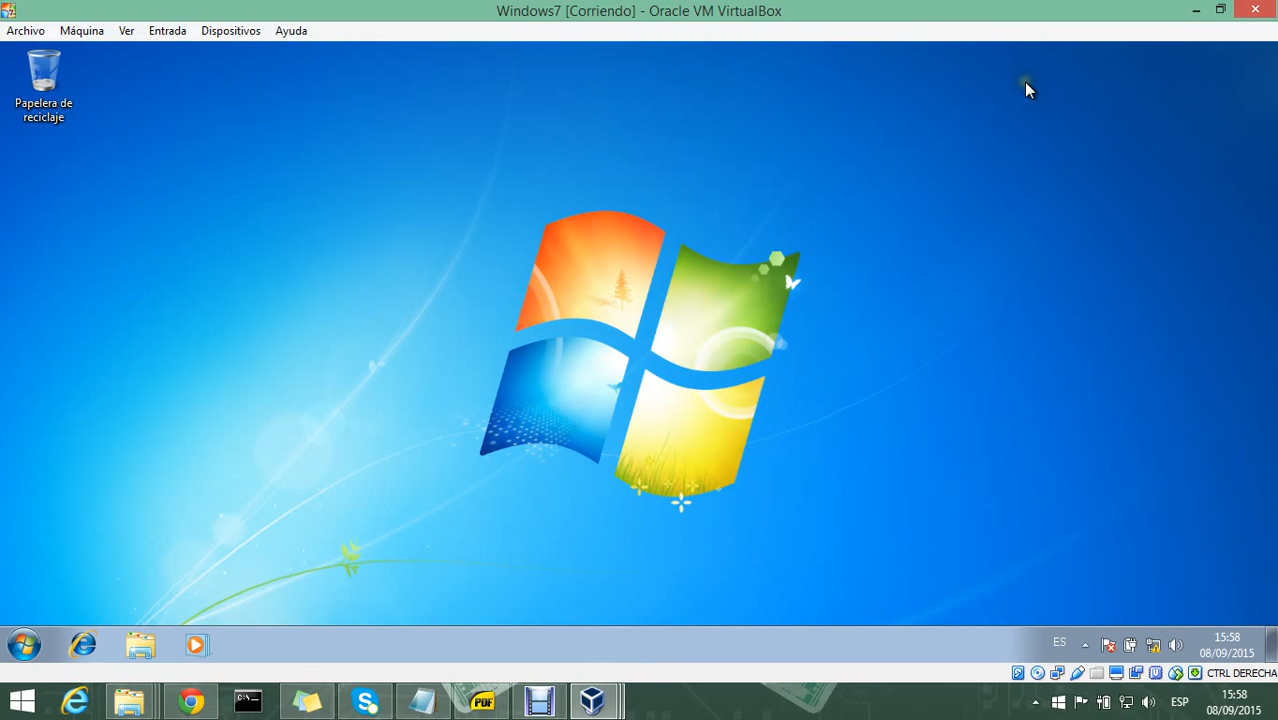 Windows7 [Corriendo] - Oracle VM VirtualBox
Archivo Máquina Ver Entrada Dispositivos Ayuda
Papelera de
reciclaje
ES
15:58
08/09/2015
CTRL DERECHA
PDF
ESP
15:58
08/09/2015